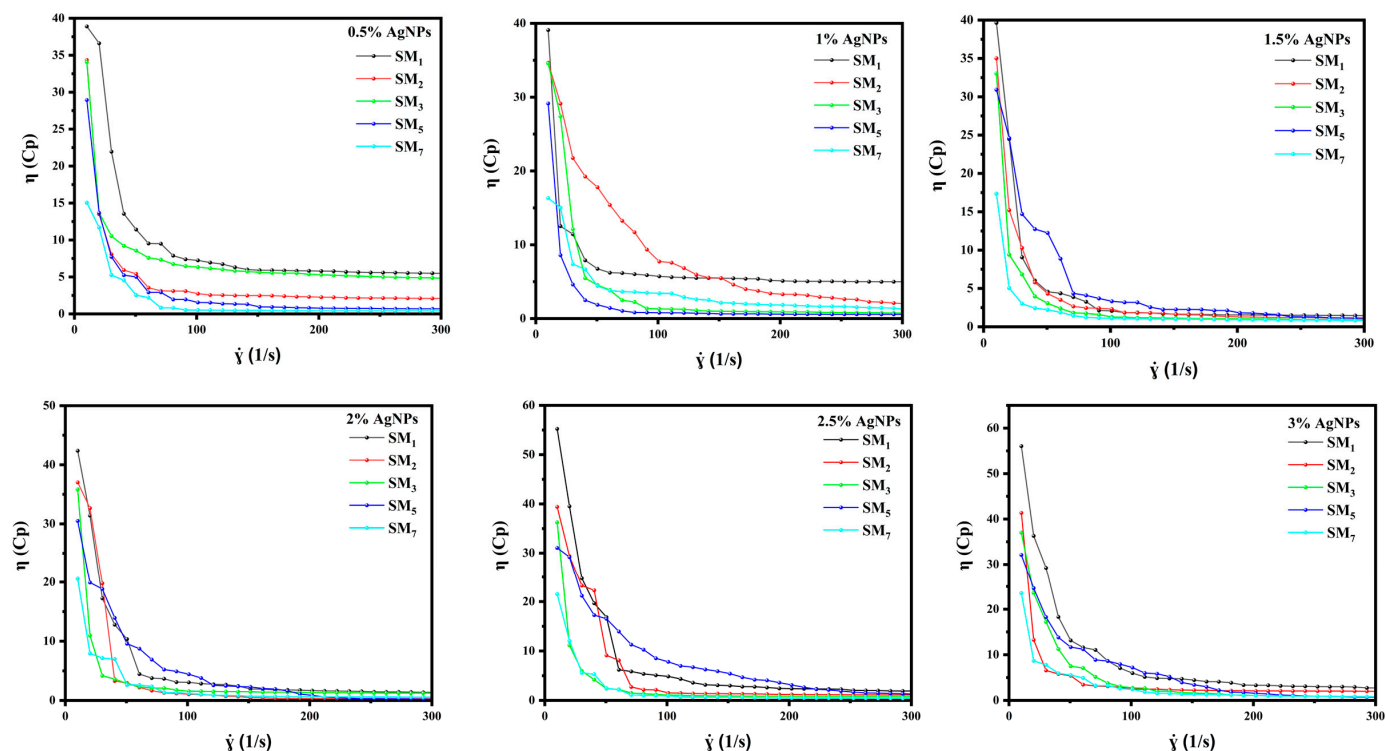 0.5% AgNPs
SM₁
SM₂
SM₃
SM₅
SM₇
40
35
30
25
20
15
10
5
0
η (Cp)
0
100
200
300
γ̇ (1/s)
1% AgNPs
SM₁
SM₂
SM₃
SM₅
SM₇
40
30
20
10
0
η (Cp)
0
100
200
300
γ̇ (1/s)
1.5% AgNPs
SM₁
SM₂
SM₃
SM₅
SM₇
40
35
30
25
20
15
10
5
0
η (Cp)
0
100
200
300
γ̇ (1/s)
2% AgNPs
SM₁
SM₂
SM₃
SM₅
SM₇
50
40
30
20
10
0
η (Cp)
0
100
200
300
γ̇ (1/s)
2.5% AgNPs
SM₁
SM₂
SM₃
SM₅
SM₇
60
50
40
30
20
10
0
η (Cp)
0
100
200
300
γ̇ (1/s)
3% AgNPs
SM₁
SM₂
SM₃
SM₅
SM₇
60
50
40
30
20
10
0
η (Cp)
0
100
200
300
γ̇ (1/s)